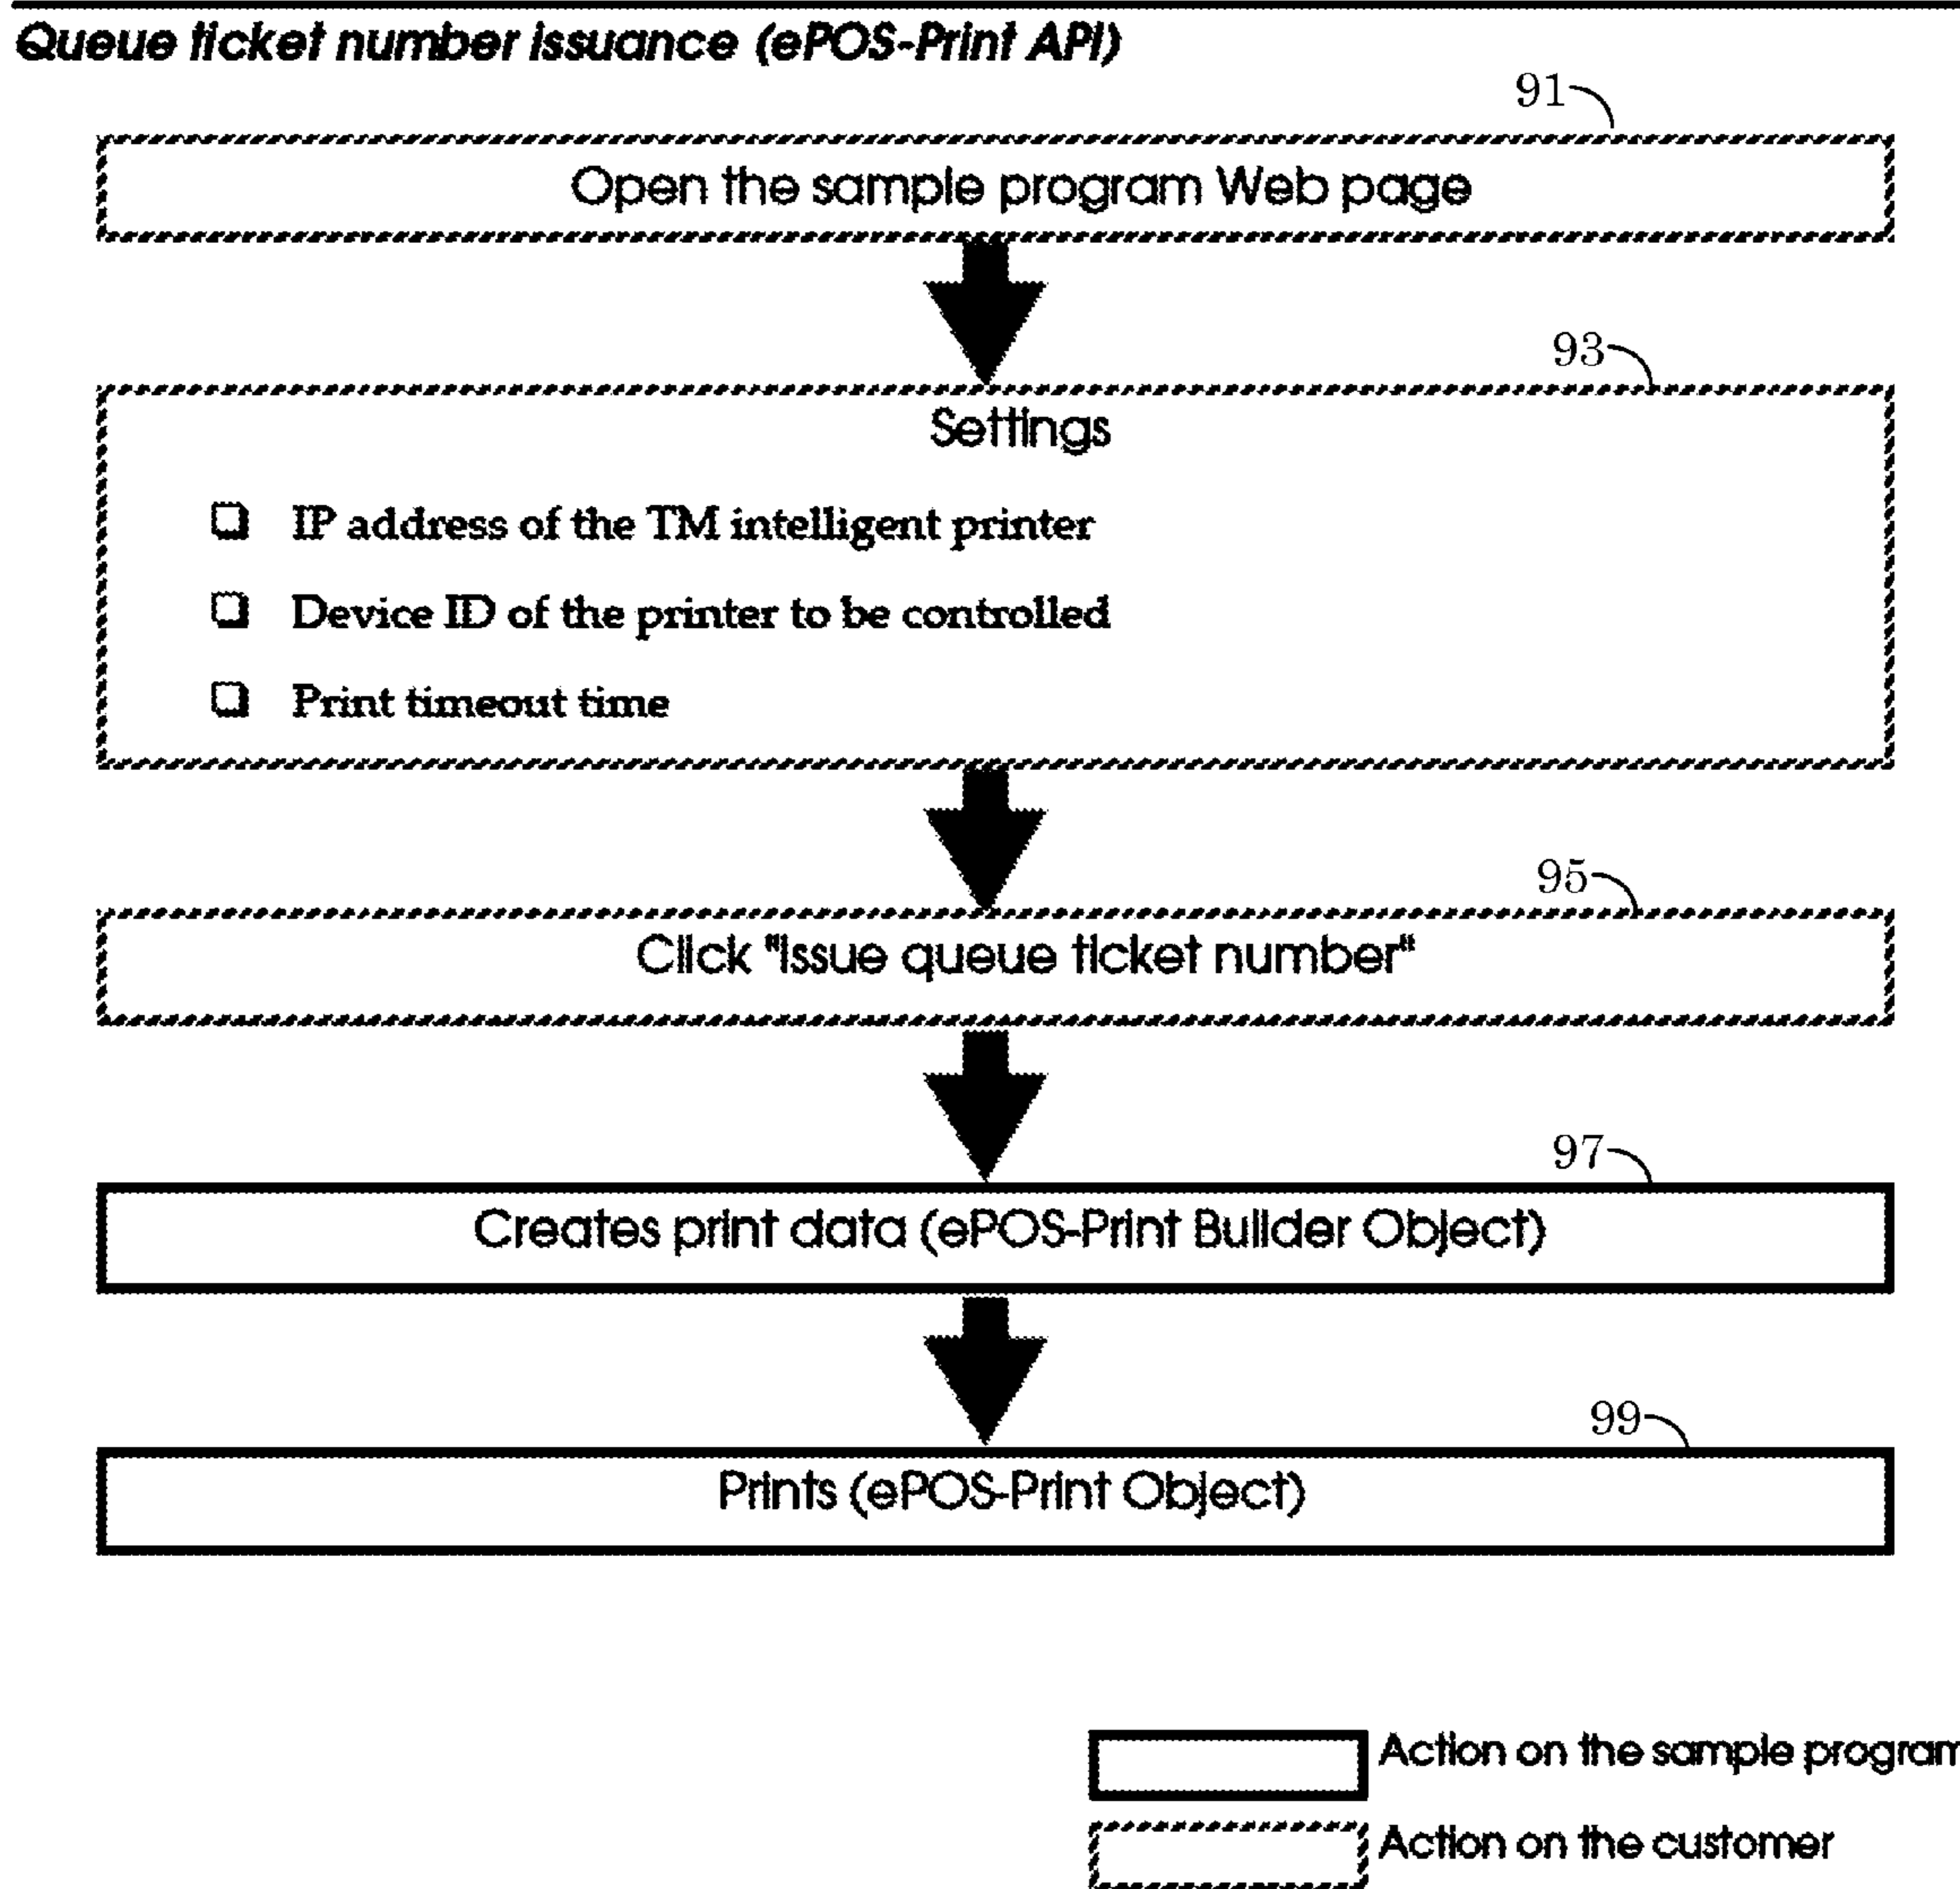 Queue ticket number issuance (ePOS-Print API)
91
Open the sample program Web page
93
Settings
❏ IP address of the TM intelligent printer
❏ Device ID of the printer to be controlled
❏ Print timeout time
95
Click "Issue queue ticket number"
97
Creates print data (ePOS-Print Builder Object)
99
Prints (ePOS-Print Object)
Action on the sample program
Action on the customer